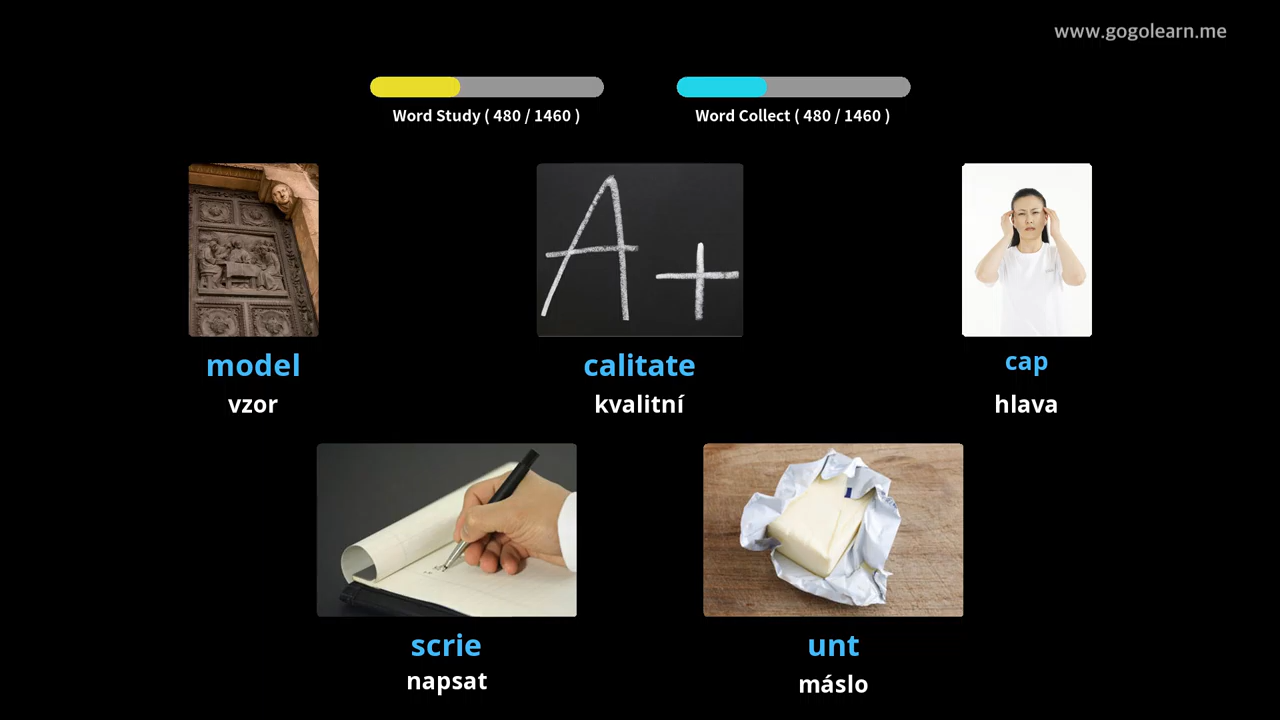 www.gogolearn.me
Word Study ( 480 / 1460 )
Word Collect ( 480 / 1460 )
A+
model
calitate
cap
vzor
kvalitní
hlava
scrie
unt
napsat
máslo